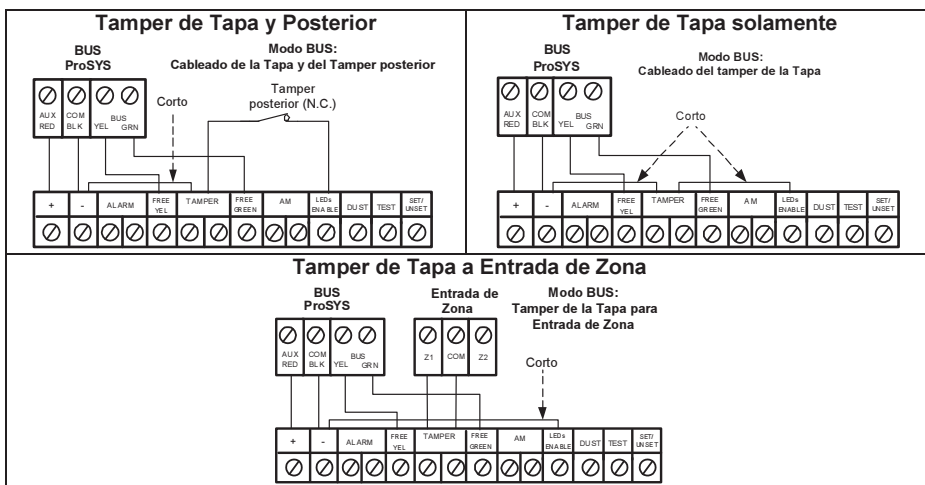 Tamper de Tapa y Posterior
BUS
ProSYS
Modo BUS:
Cableado de la Tapa y del Tamper posterior
AUX
RED
COM
BLK
BUS
YEL
GRN
Corto
Tamper
posterior (N.C.)
+
-
ALARM
FREE
YEL
TAMPER
FREE
GREEN
AM
LEDs
ENABLE
DUST
TEST
SET/
UNSET
Tamper de Tapa solamente
BUS
ProSYS
Modo BUS:
Cableado del tamper de la Tapa
AUX
RED
COM
BLK
BUS
YEL
GRN
Corto
+
-
ALARM
FREE
YEL
TAMPER
FREE
GREEN
AM
LEDs
ENABLE
DUST
TEST
SET/
UNSET
Tamper de Tapa a Entrada de Zona
BUS
ProSYS
Entrada de
Zona
Modo BUS:
Tamper de la Tapa para
Entrada de Zona
AUX
RED
COM
BLK
BUS
YEL
GRN
Z1
COM
Z2
Corto
+
-
ALARM
FREE
YEL
TAMPER
FREE
GREEN
AM
LEDs
ENABLE
DUST
TEST
SET/
UNSET